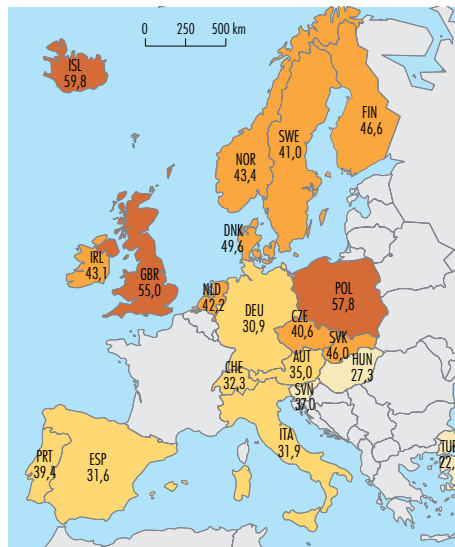 0 250 500 km
ISL
59,8
FIN
46,6
SWE
41,0
NOR
43,4
DNK
49,6
IRL
43,1
GBR
55,0
NLD
42,2
DEU
30,9
POL
57,8
CZE
40,6
SVK
46,0
HUN
27,3
AUT
35,0
CHE
32,3
SVN
37,0
ITA
31,9
PRT
39,4
ESP
31,6
TUR
22,